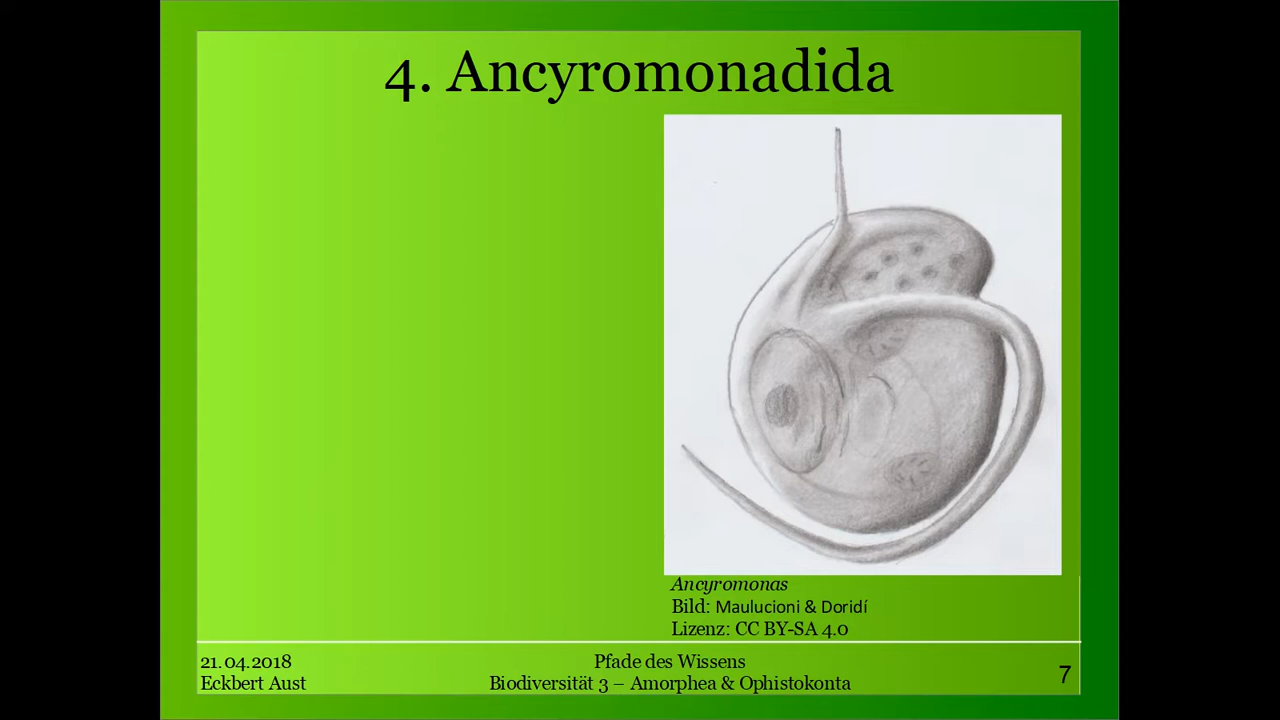 4. Ancyromonadida
Ancyromonas
Bild: Maulucioni & Doridí
Lizenz: CC BY-SA 4.0
21.04.2018
Eckbert Aust
Pfade des Wissens
Biodiversität 3 – Amorphea & Ophistokonta
7